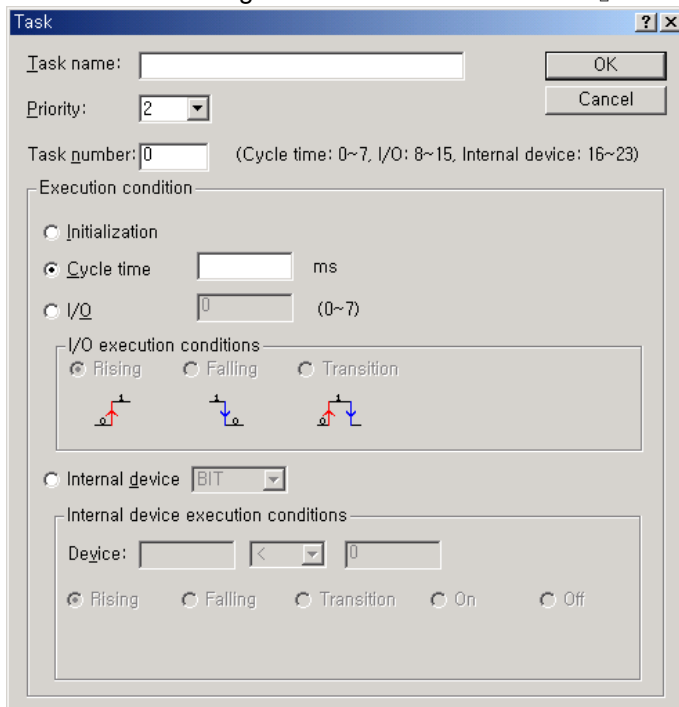 Task
Task name:
OK
Priority: 2
Cancel
Task number: 0 (Cycle time: 0~7, I/O: 8~15, Internal device: 16~23)
Execution condition
Initialization
Cycle time ms
I/O 0 (0~7)
I/O execution conditions
Rising Falling Transition
0 1 1 0 0 1
Internal device BIT
Internal device execution conditions
Device: < 0
Rising Falling Transition On Off